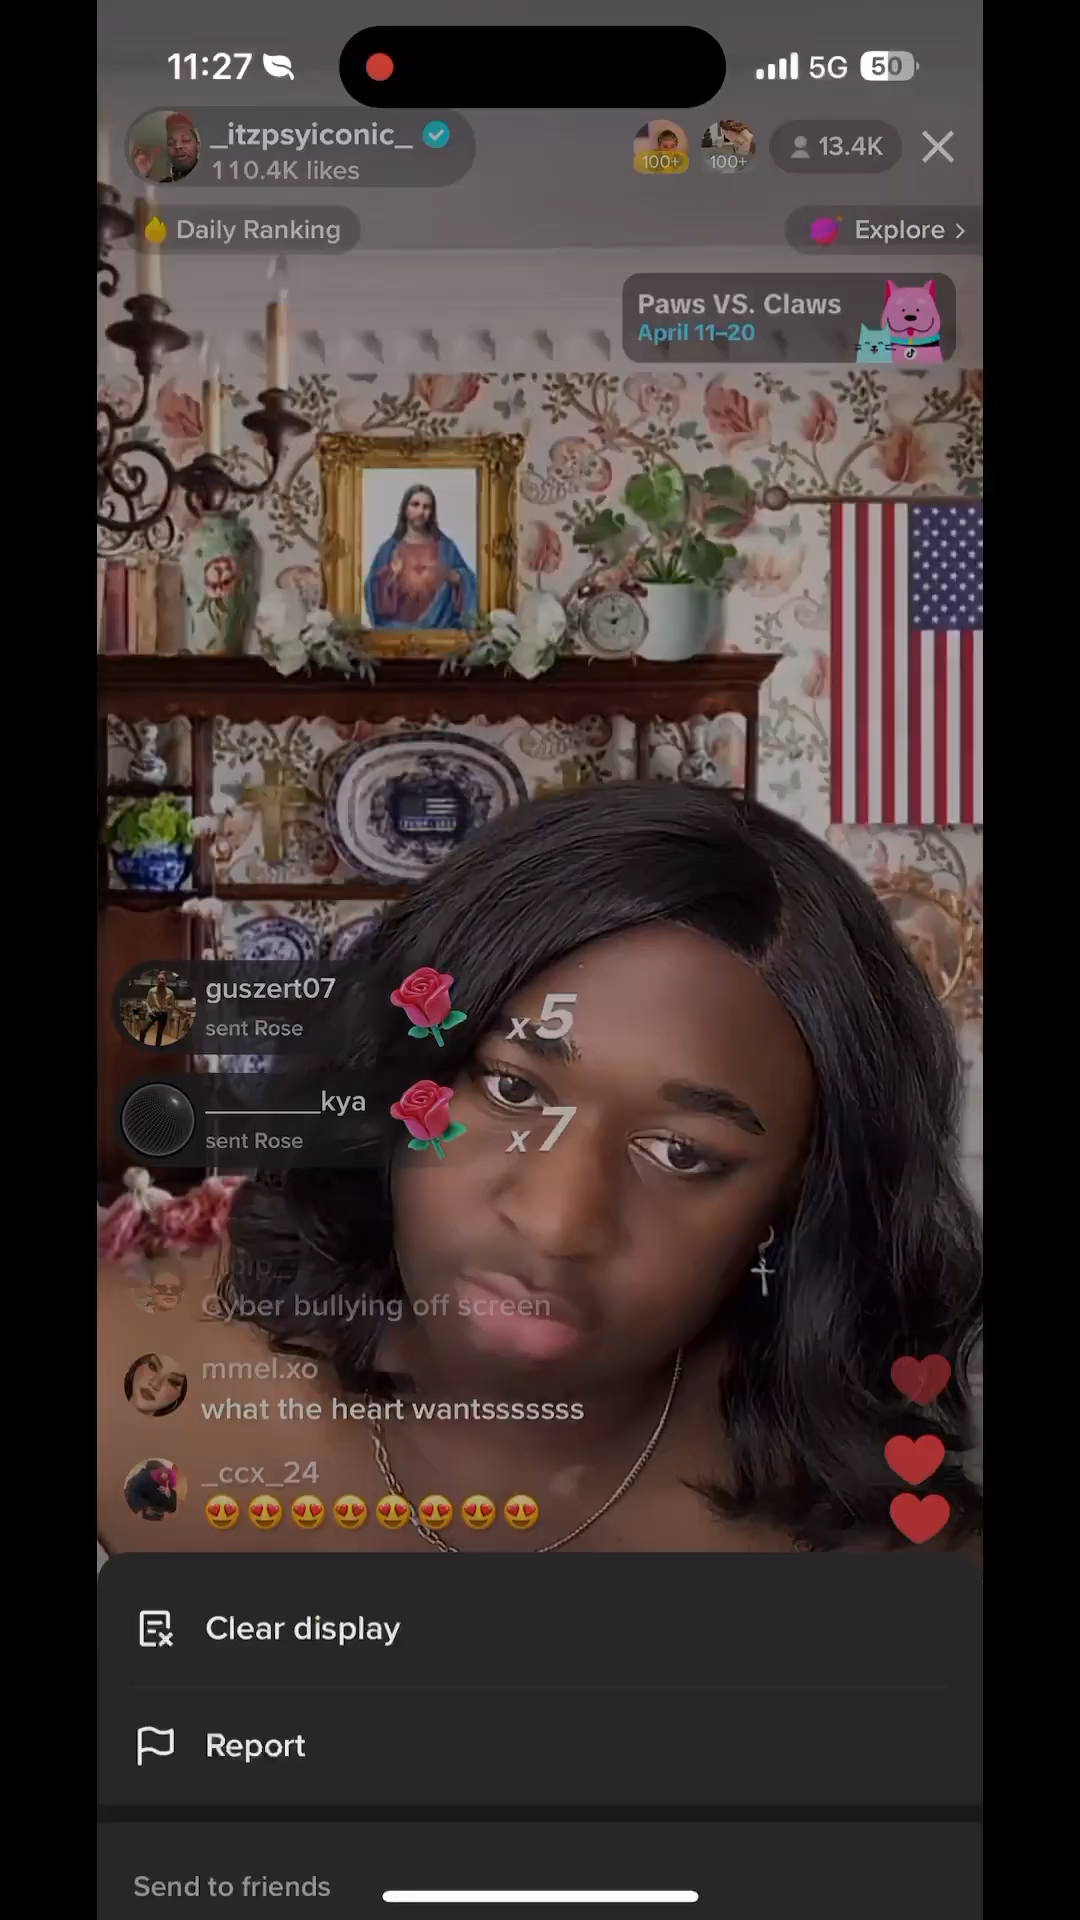 11:27
5G
50
_itzpsyiconic_
110.4K likes
100+
100+
13.4K
Daily Ranking
Explore >
Paws VS. Claws
April 11–20
guszert07
sent Rose
x5
________kya
sent Rose
x7
Cyber bullying off screen
mmel.xo
what the heart wantsssssss
_ccx_24
😍😍😍😍😍😍😍😍
Clear display
Report
Send to friends